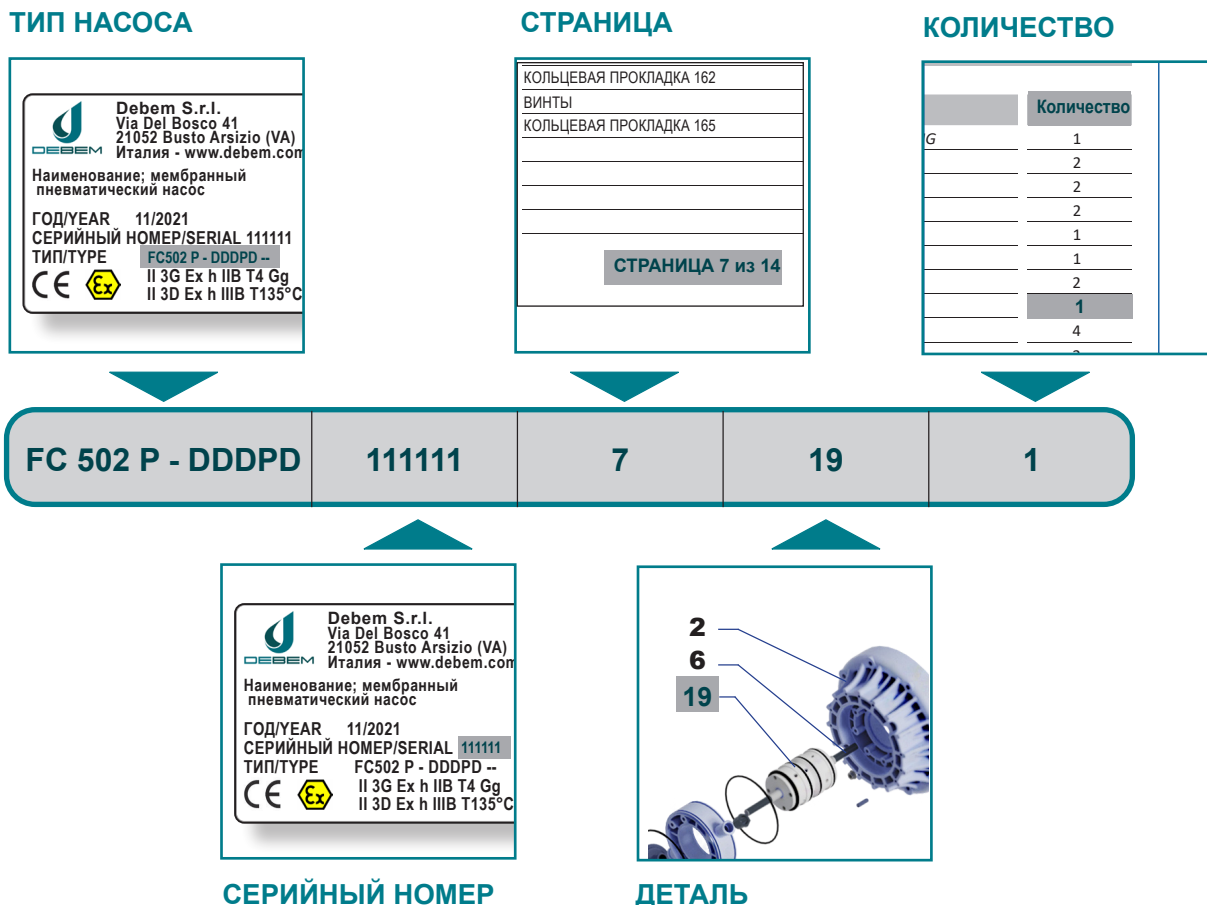 ТИП НАСОСА
СТРАНИЦА
КОЛИЧЕСТВО
DEBEM
Debem S.r.l.
Via Del Bosco 41
21052 Busto Arsizio (VA)
Италия - www.debem.com
Наименование; мембранный
пневматический насос
ГОД/YEAR 11/2021
СЕРИЙНЫЙ НОМЕР/SERIAL 111111
ТИП/TYPE FC502 P - DDDPD --
CE Ex II 3G Ex h IIB T4 Gg
II 3D Ex h IIIB T135°C
КОЛЬЦЕВАЯ ПРОКЛАДКА 162
ВИНТЫ
КОЛЬЦЕВАЯ ПРОКЛАДКА 165
СТРАНИЦА 7 из 14
Количество
G 1
2
2
2
1
1
2
1
4
FC 502 P - DDDPD 111111 7 19 1
DEBEM
Debem S.r.l.
Via Del Bosco 41
21052 Busto Arsizio (VA)
Италия - www.debem.com
Наименование; мембранный
пневматический насос
ГОД/YEAR 11/2021
СЕРИЙНЫЙ НОМЕР/SERIAL 111111
ТИП/TYPE FC502 P - DDDPD --
CE Ex II 3G Ex h IIB T4 Gg
II 3D Ex h IIIB T135°C
2
6
19
СЕРИЙНЫЙ НОМЕР
ДЕТАЛЬ